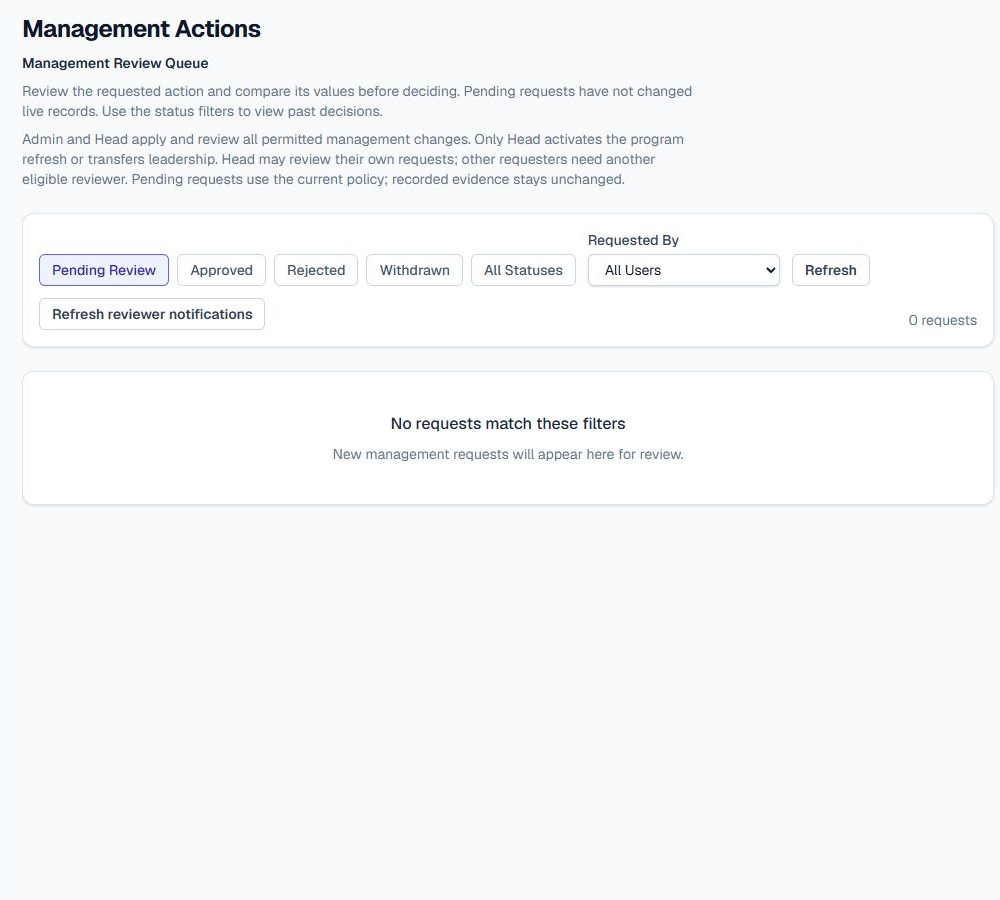 Management Actions
Management Review Queue
Review the requested action and compare its values before deciding. Pending requests have not changed
live records. Use the status filters to view past decisions.
Admin and Head apply and review all permitted management changes. Only Head activates the program
refresh or transfers leadership. Head may review their own requests; other requesters need another
eligible reviewer. Pending requests use the current policy; recorded evidence stays unchanged.
Requested By
Pending Review Approved Rejected Withdrawn All Statuses All Users Refresh
Refresh reviewer notifications
0 requests
No requests match these filters
New management requests will appear here for review.